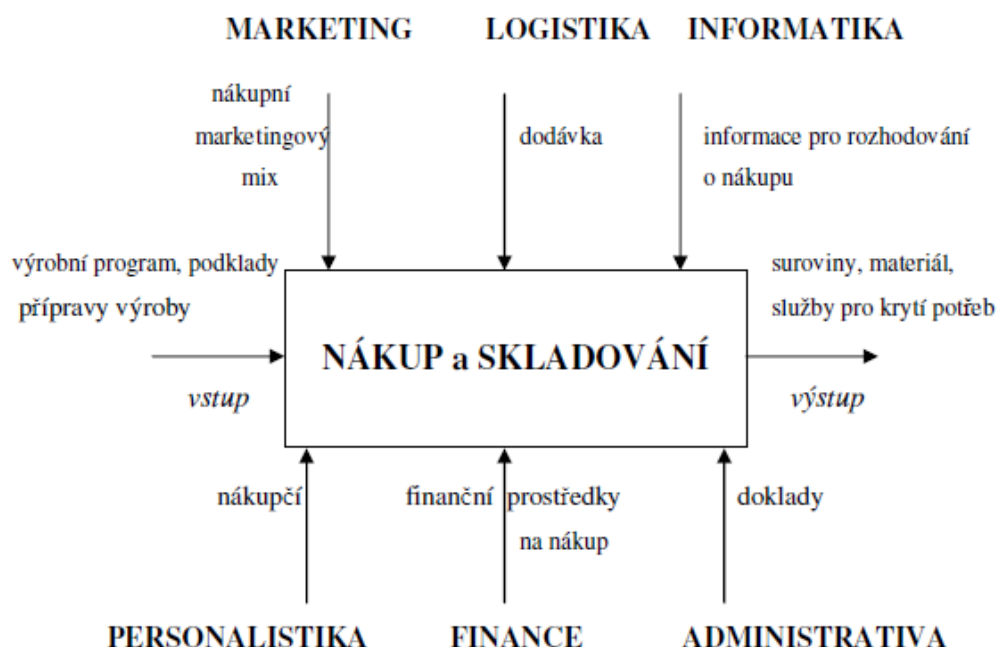 MARKETING LOGISTIKA INFORMATIKA
nákupní
marketingový
mix
dodávka
informace pro rozhodování
o nákupu
výrobní program, podklady
přípravy výroby
suroviny, materiál,
služby pro krytí potřeb
NÁKUP a SKLADOVÁNÍ
vstup
výstup
nákupčí
finanční prostředky
na nákup
doklady
PERSONALISTIKA FINANCE ADMINISTRATIVA